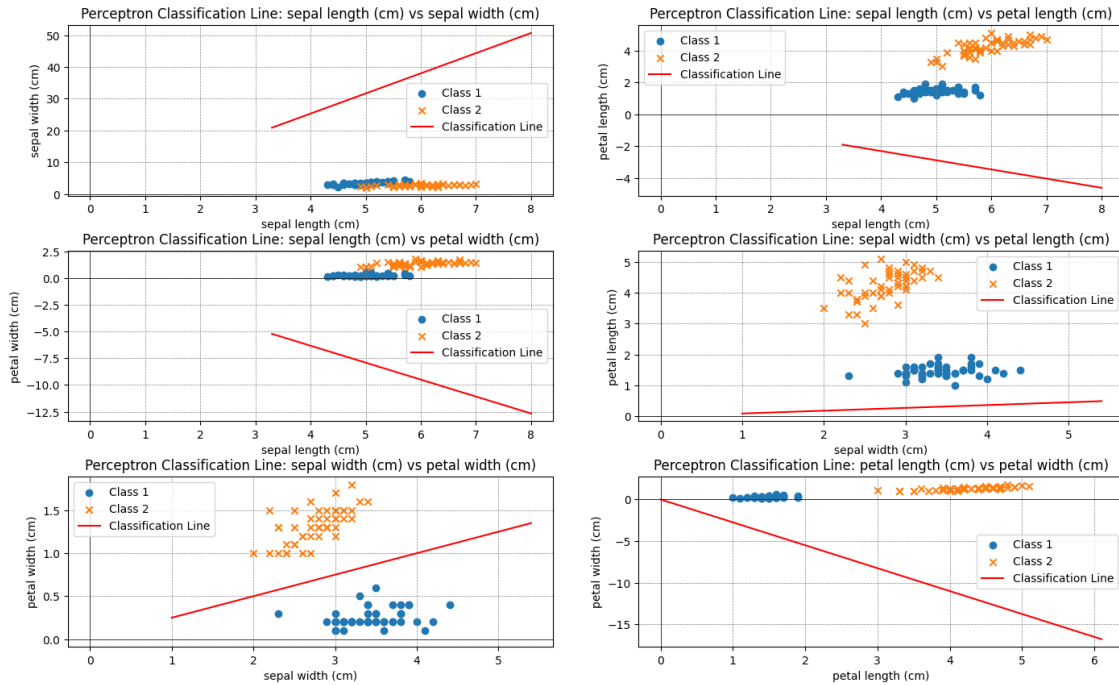 Perceptron Classification Line: sepal length (cm) vs sepal width (cm)
50
40
30
20
10
0
sepal width (cm)
Class 1
Class 2
Classification Line
0 1 2 3 4 5 6 7 8
sepal length (cm)
Perceptron Classification Line: sepal length (cm) vs petal length (cm)
4
2
0
−2
−4
petal length (cm)
Class 1
Class 2
Classification Line
0 1 2 3 4 5 6 7 8
sepal length (cm)
Perceptron Classification Line: sepal length (cm) vs petal width (cm)
2.5
0.0
−2.5
−5.0
−7.5
−10.0
−12.5
petal width (cm)
Class 1
Class 2
Classification Line
0 1 2 3 4 5 6 7 8
sepal length (cm)
Perceptron Classification Line: sepal width (cm) vs petal length (cm)
5
4
3
2
1
0
petal length (cm)
Class 1
Class 2
Classification Line
0 1 2 3 4 5
sepal width (cm)
Perceptron Classification Line: sepal width (cm) vs petal width (cm)
1.5
1.0
0.5
0.0
petal width (cm)
Class 1
Class 2
Classification Line
0 1 2 3 4 5
sepal width (cm)
Perceptron Classification Line: petal length (cm) vs petal width (cm)
0
−5
−10
−15
petal width (cm)
Class 1
Class 2
Classification Line
0 1 2 3 4 5 6
petal length (cm)